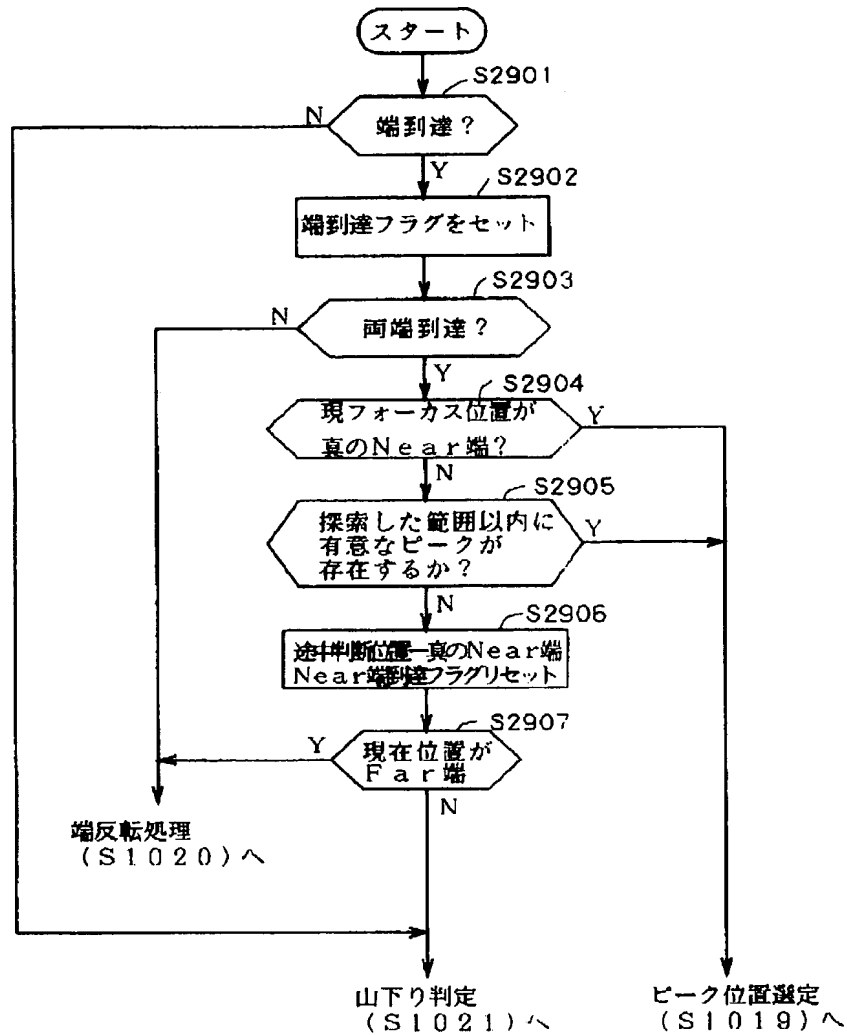 スタート
S2901
N
端到達？
Y
S2902
端到達フラグをセット
S2903
N
両端到達？
Y
S2904
現フォーカス位置が
真のＮｅａｒ端？
Y
N
S2905
探索した範囲以内に
有意なピークが
存在するか？
Y
N
S2906
途中判断位置＝真のNear端
Near端到達フラグリセット
S2907
Y
現在位置が
Ｆａｒ端
N
端反転処理
（Ｓ１０２０）へ
山下り判定
（Ｓ１０２１）へ
ピーク位置選定
（Ｓ１０１９）へ